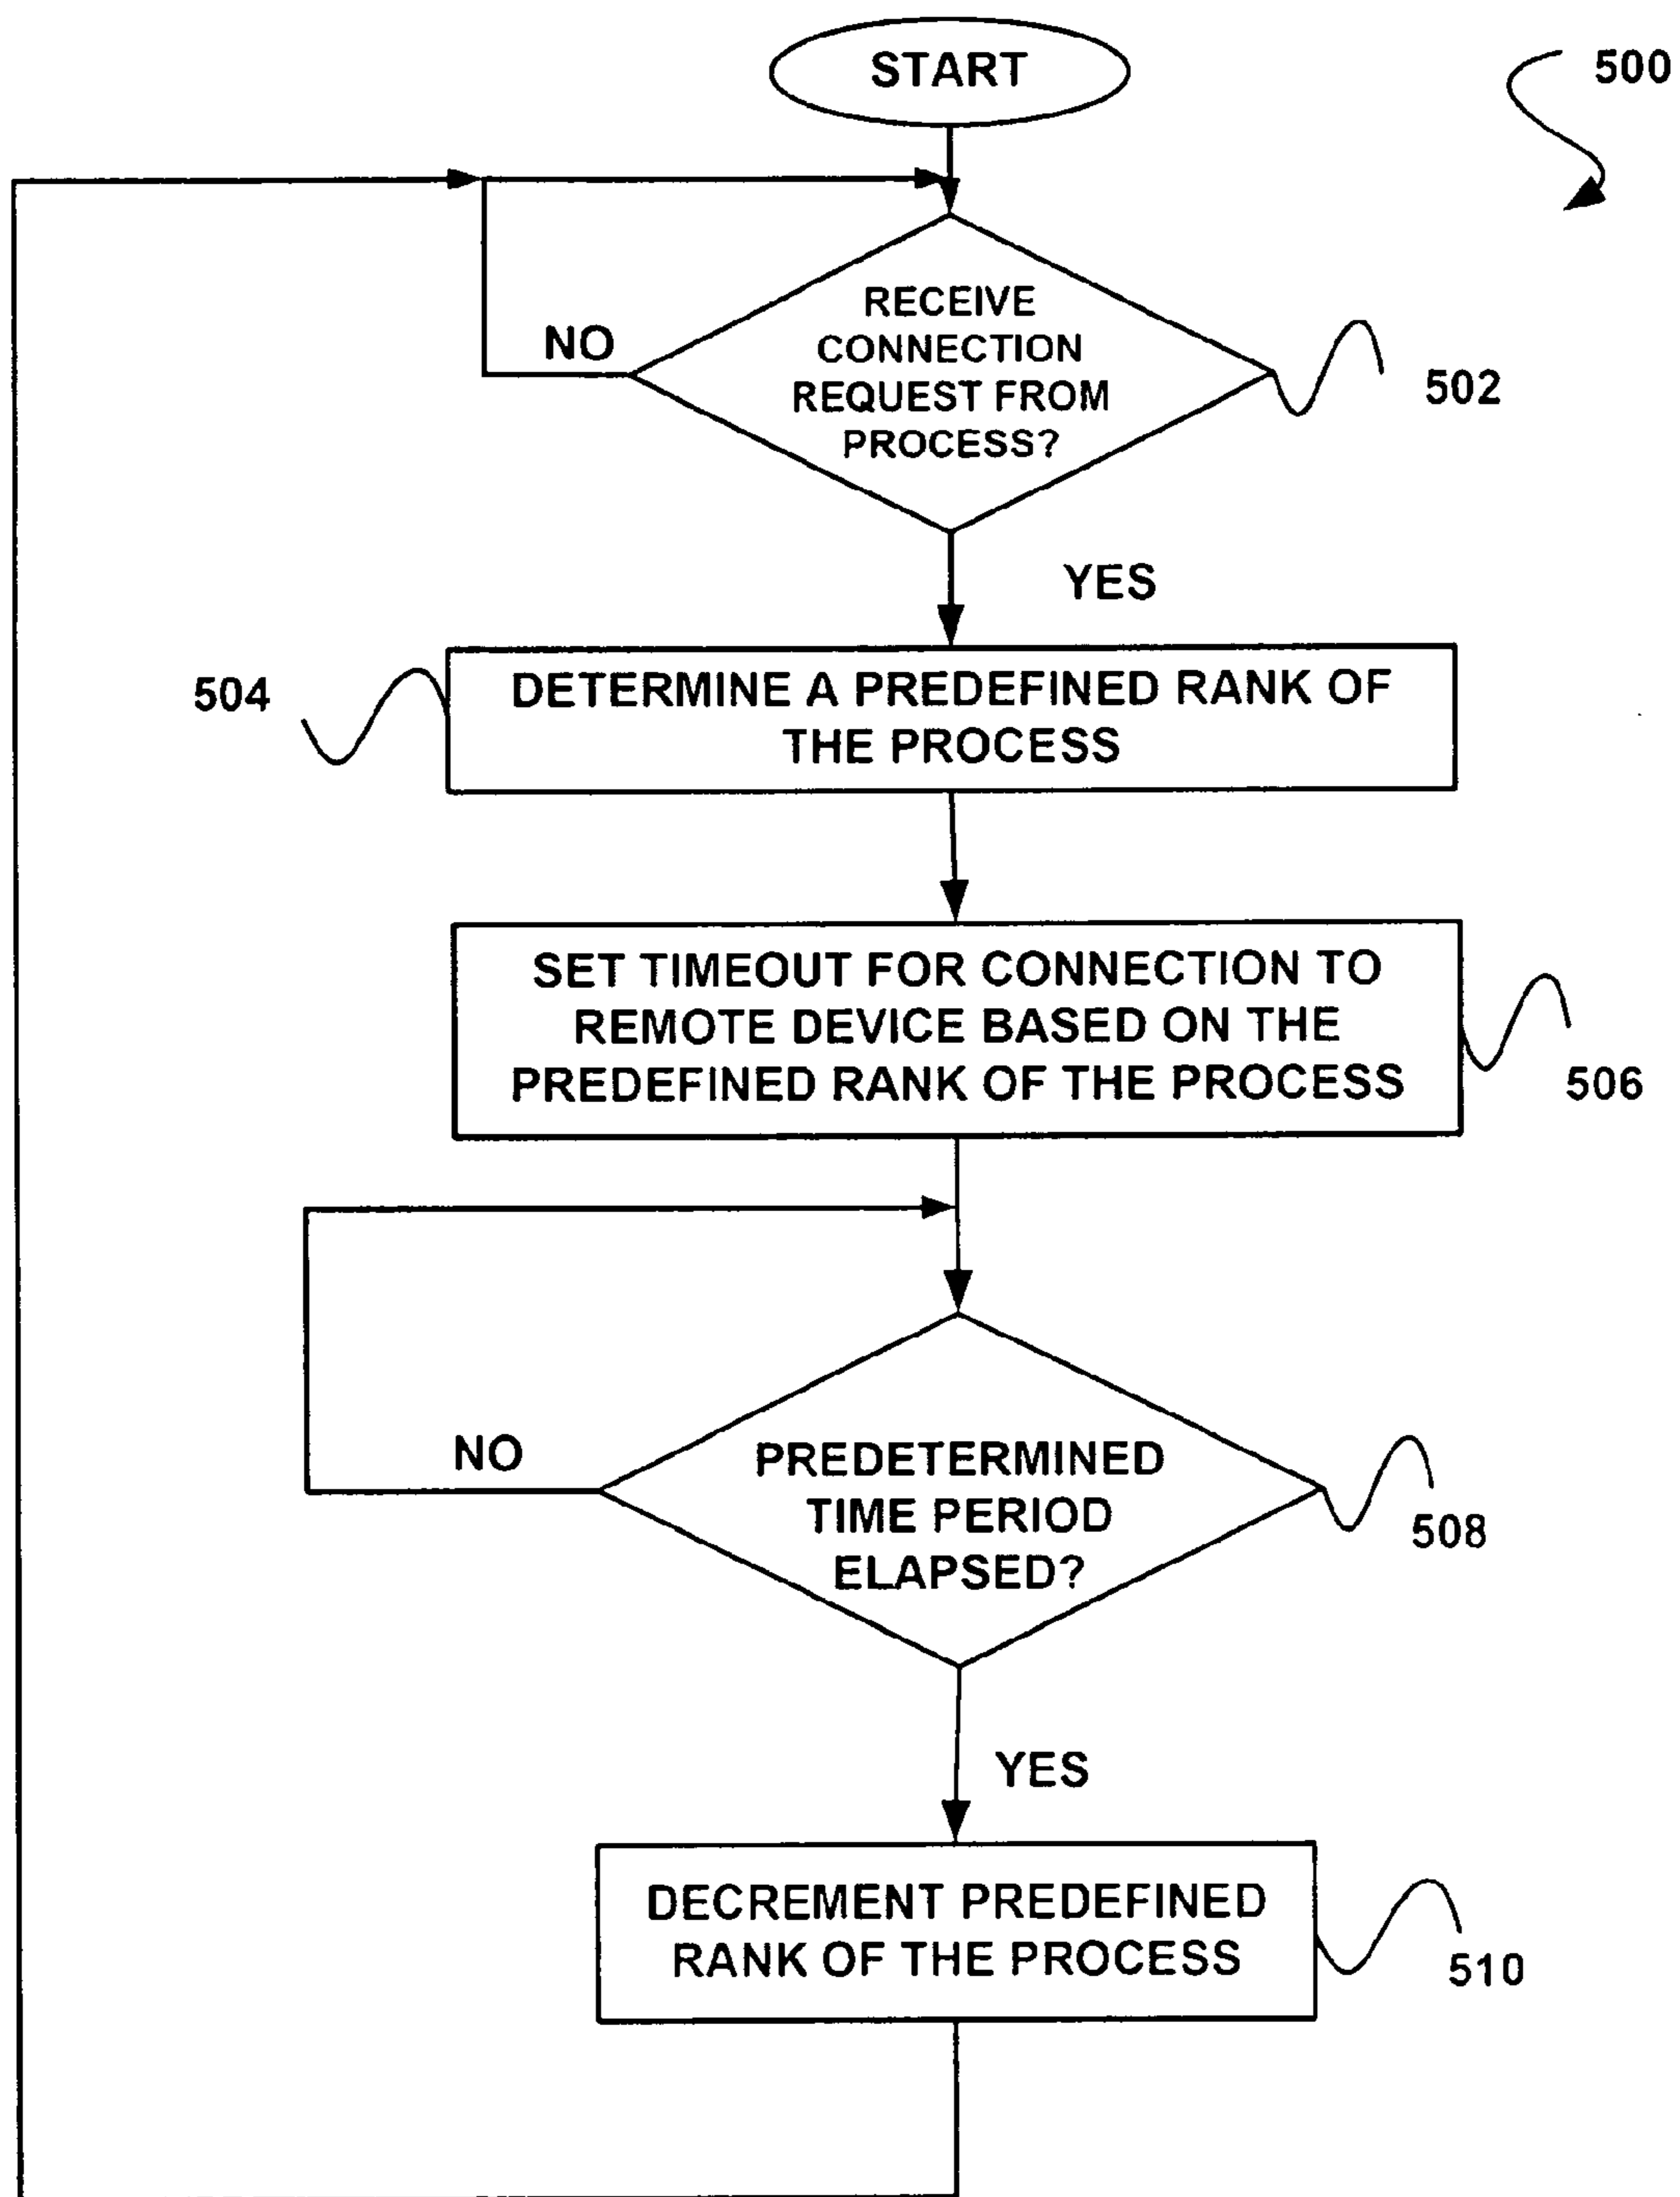 START
500
RECEIVE
CONNECTION
REQUEST FROM
PROCESS?
NO
502
YES
504
DETERMINE A PREDEFINED RANK OF
THE PROCESS
SET TIMEOUT FOR CONNECTION TO
REMOTE DEVICE BASED ON THE
PREDEFINED RANK OF THE PROCESS
506
NO
PREDETERMINED
TIME PERIOD
ELAPSED?
508
YES
DECREMENT PREDEFINED
RANK OF THE PROCESS
510